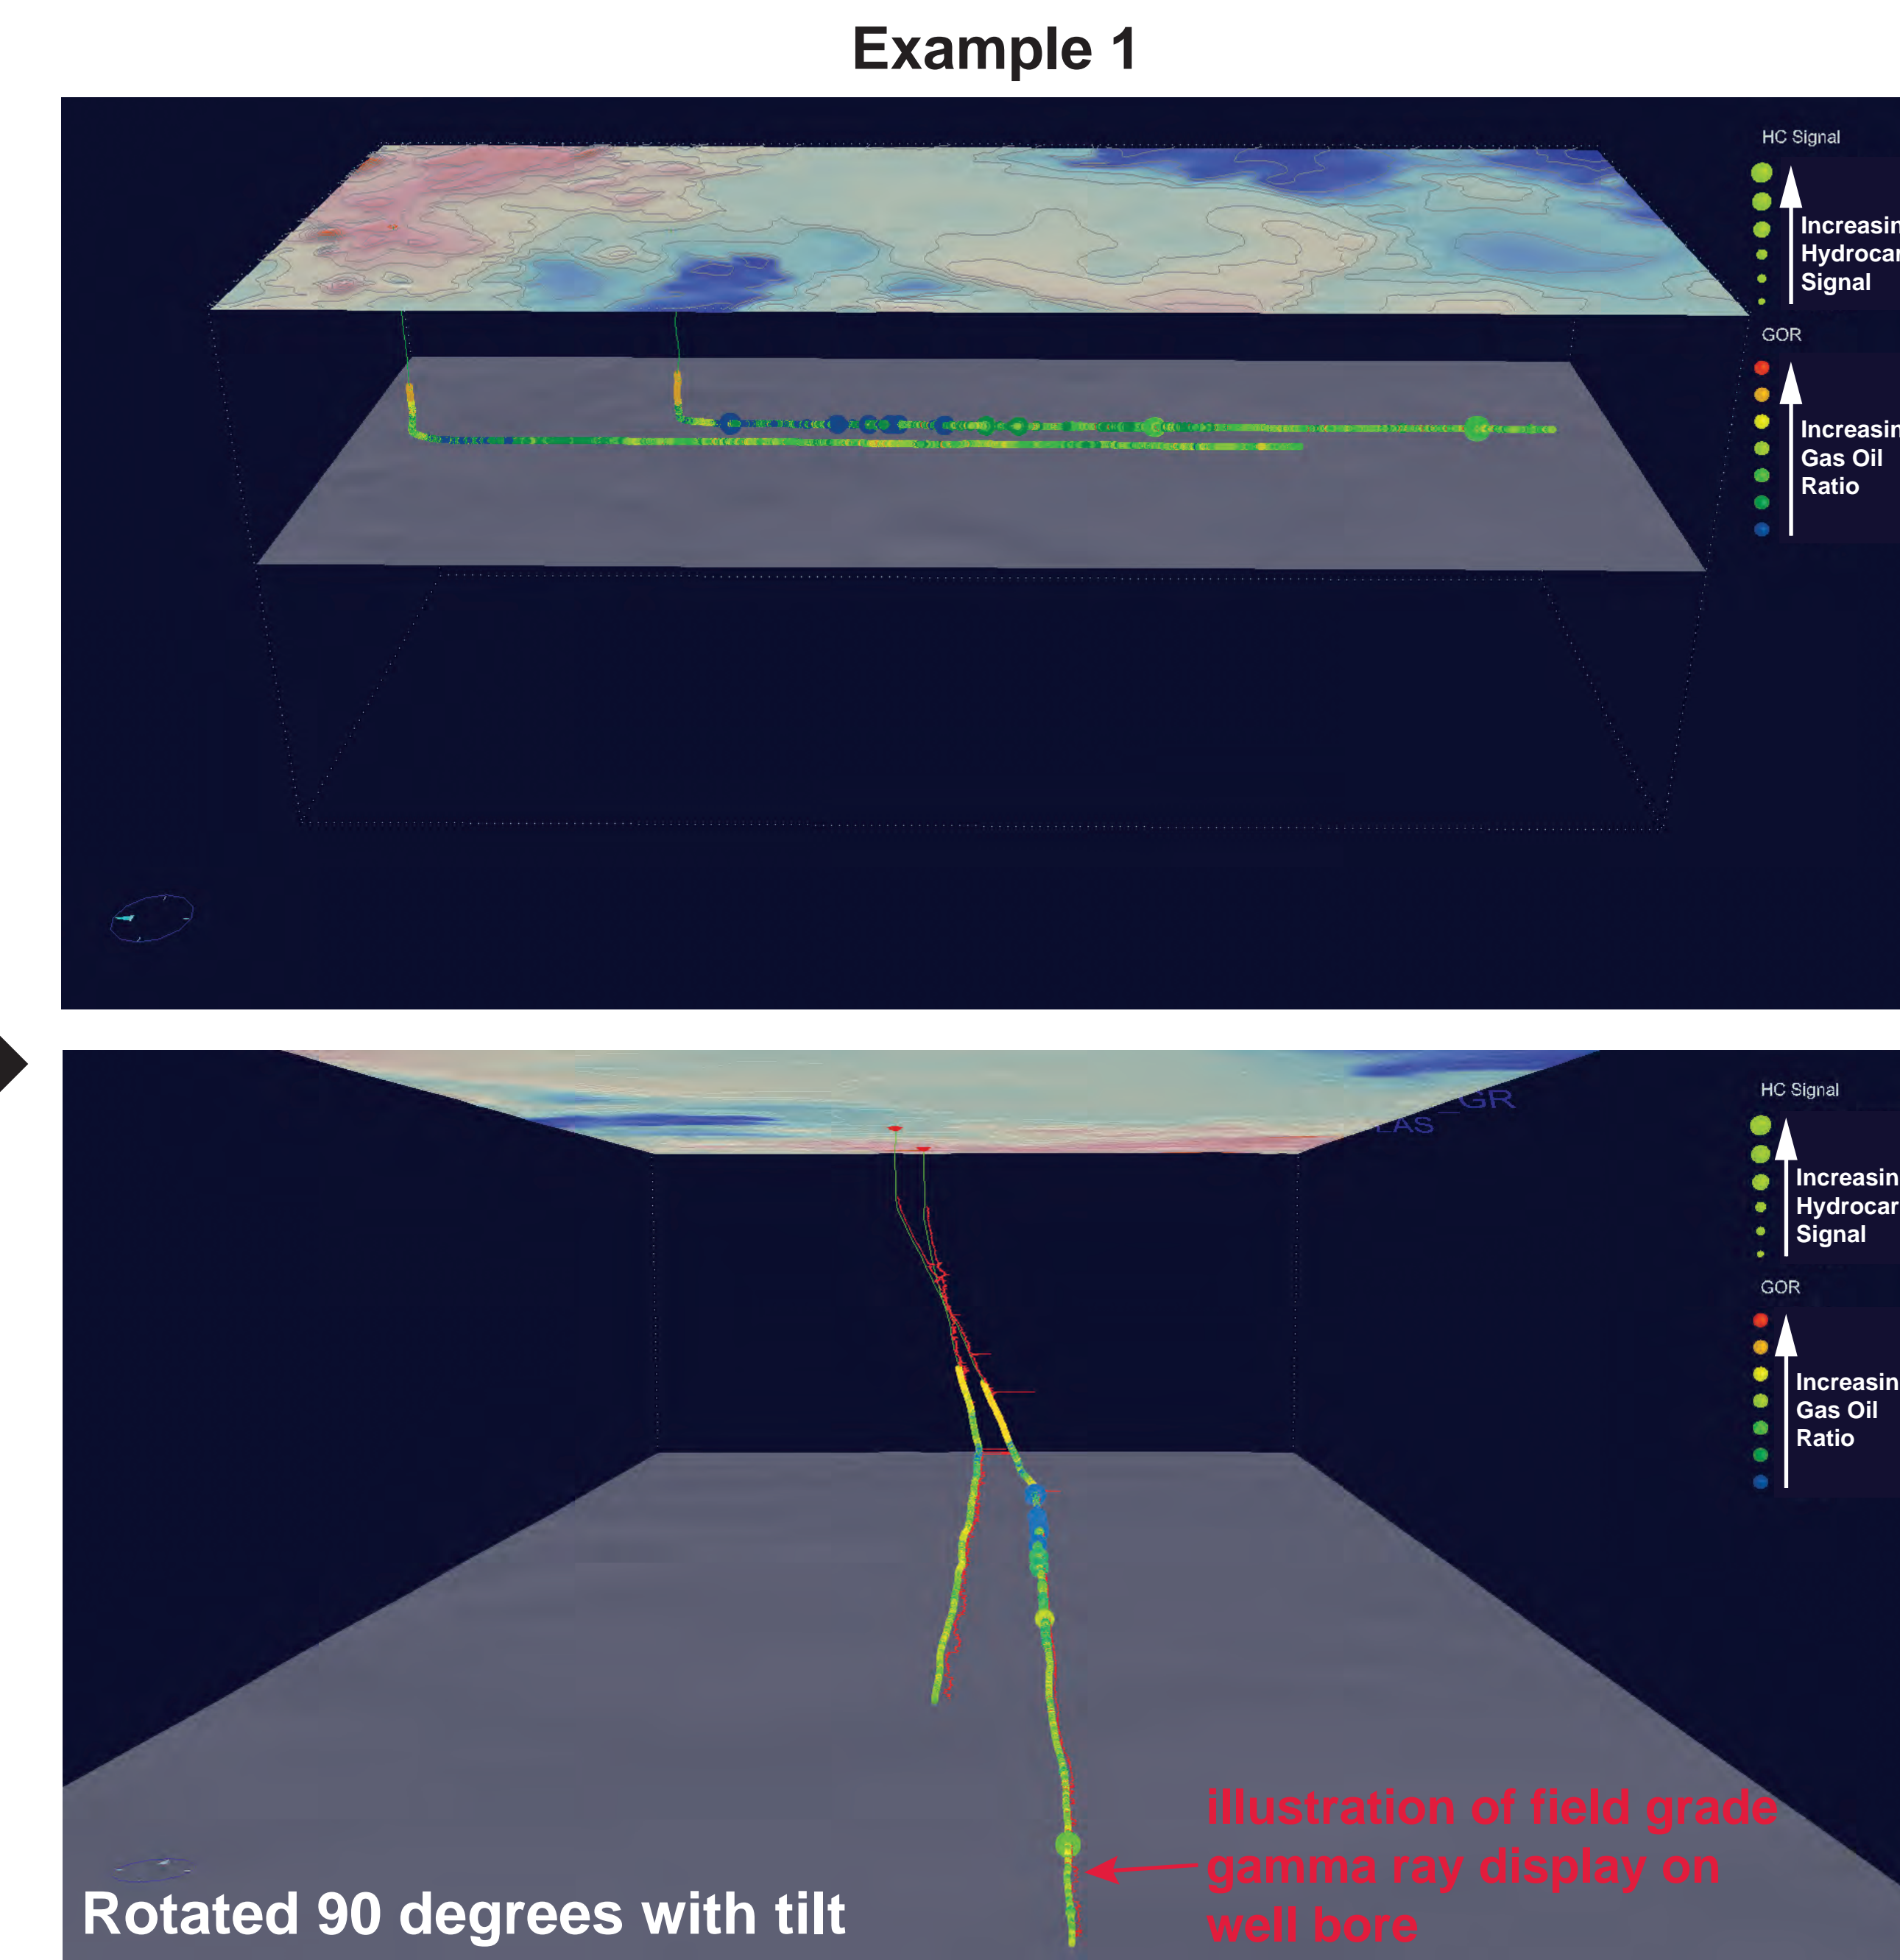 Example 1
HC Signal
Increasin
Hydrocar
Signal
GOR
Increasin
Gas Oil
Ratio
_GR
LAS
HC Signal
Increasin
Hydrocar
Signal
GOR
Increasin
Gas Oil
Ratio
illustration of field grade
gamma ray display on
well bore
Rotated 90 degrees with tilt